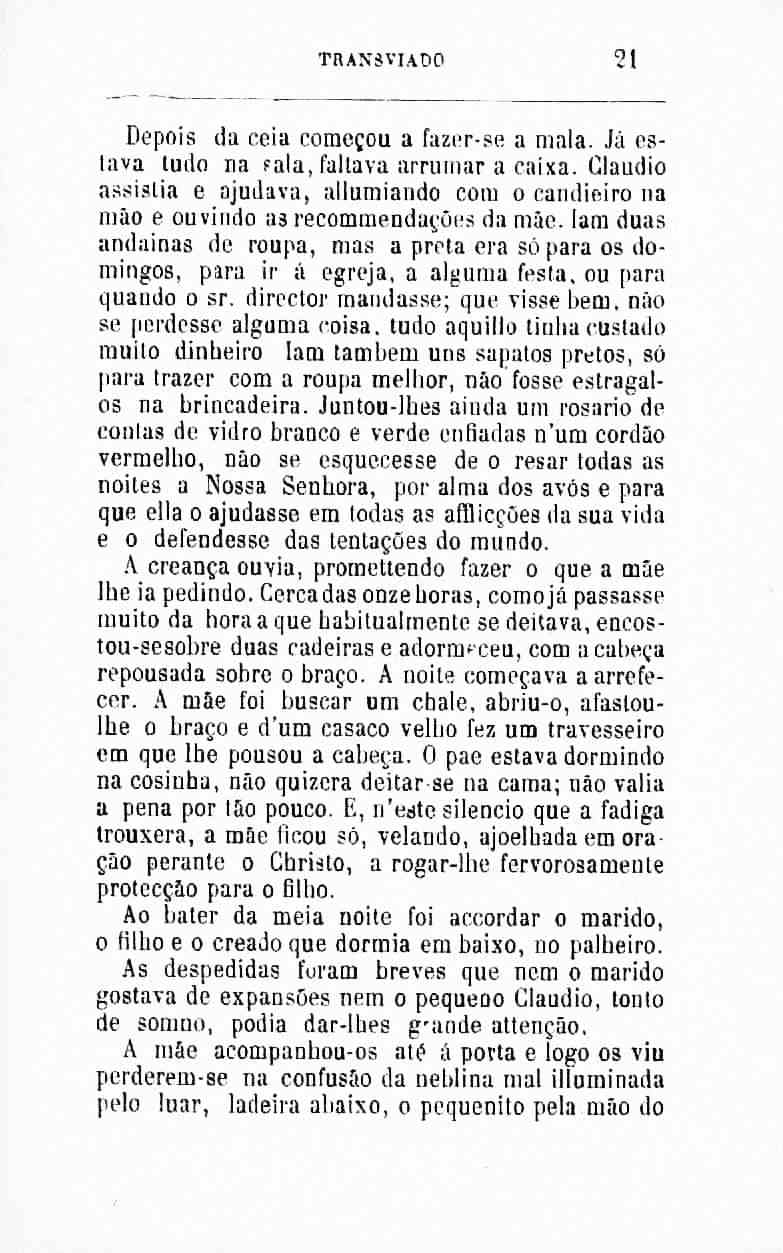 TRANSVIADO 21
Depois da ceia começou a fazer-se a mala. Já es-
tava tudo na sala, faltava arrumar a caixa. Claudio
assistia e ajudava, allumiando com o candieiro na
mão e ouvindo as recommendações da mãe. Iam duas
andainas de roupa, mas a preta era só para os do-
mingos, para ir á egreja, a alguma festa, ou para
quando o sr. director mandasse; que visse bem, não
se perdesse alguma coisa, tudo aquillo tinha custado
muito dinheiro Iam tambem uns sapatos pretos, só
para trazer com a roupa melhor, não fosse estragal-
os na brincadeira. Juntou-lhes ainda um rosario de
contas de vidro branco e verde enfiadas n'um cordão
vermelho, não se esquecesse de o resar todas as
noites a Nossa Senhora, por alma dos avós e para
que ella o ajudasse em todas as afflicções da sua vida
e o defendesse das tentações do mundo.
A creança ouvia, promettendo fazer o que a mãe
lhe ia pedindo. Cerca das onze horas, como já passasse
muito da hora a que habitualmente se deitava, encos-
tou-se sobre duas cadeiras e adormeceu, com a cabeça
repousada sobre o braço. A noite começava a arrefe-
cer. A mãe foi buscar um chale, abriu-o, afastou-
lhe o braço e d'um casaco velho fez um travesseiro
em que lhe pousou a cabeça. O pae estava dormindo
na cosinha, não quizera deitar-se na cama; não valia
a pena por tão pouco. E, n'este silencio que a fadiga
trouxera, a mãe ficou só, velando, ajoelhada em ora-
ção perante o Christo, a rogar-lhe fervorosamente
protecção para o filho.
Ao bater da meia noite foi accordar o marido,
o filho e o creado que dormia em baixo, no palheiro.
As despedidas foram breves que nem o marido
gostava de expansões nem o pequeno Claudio, tonto
de somno, podia dar-lhes grande attenção.
A mãe acompanhou-os até á porta e logo os viu
perderem-se na confusão da neblina mal illuminada
pelo luar, ladeira abaixo, o pequenito pela mão do